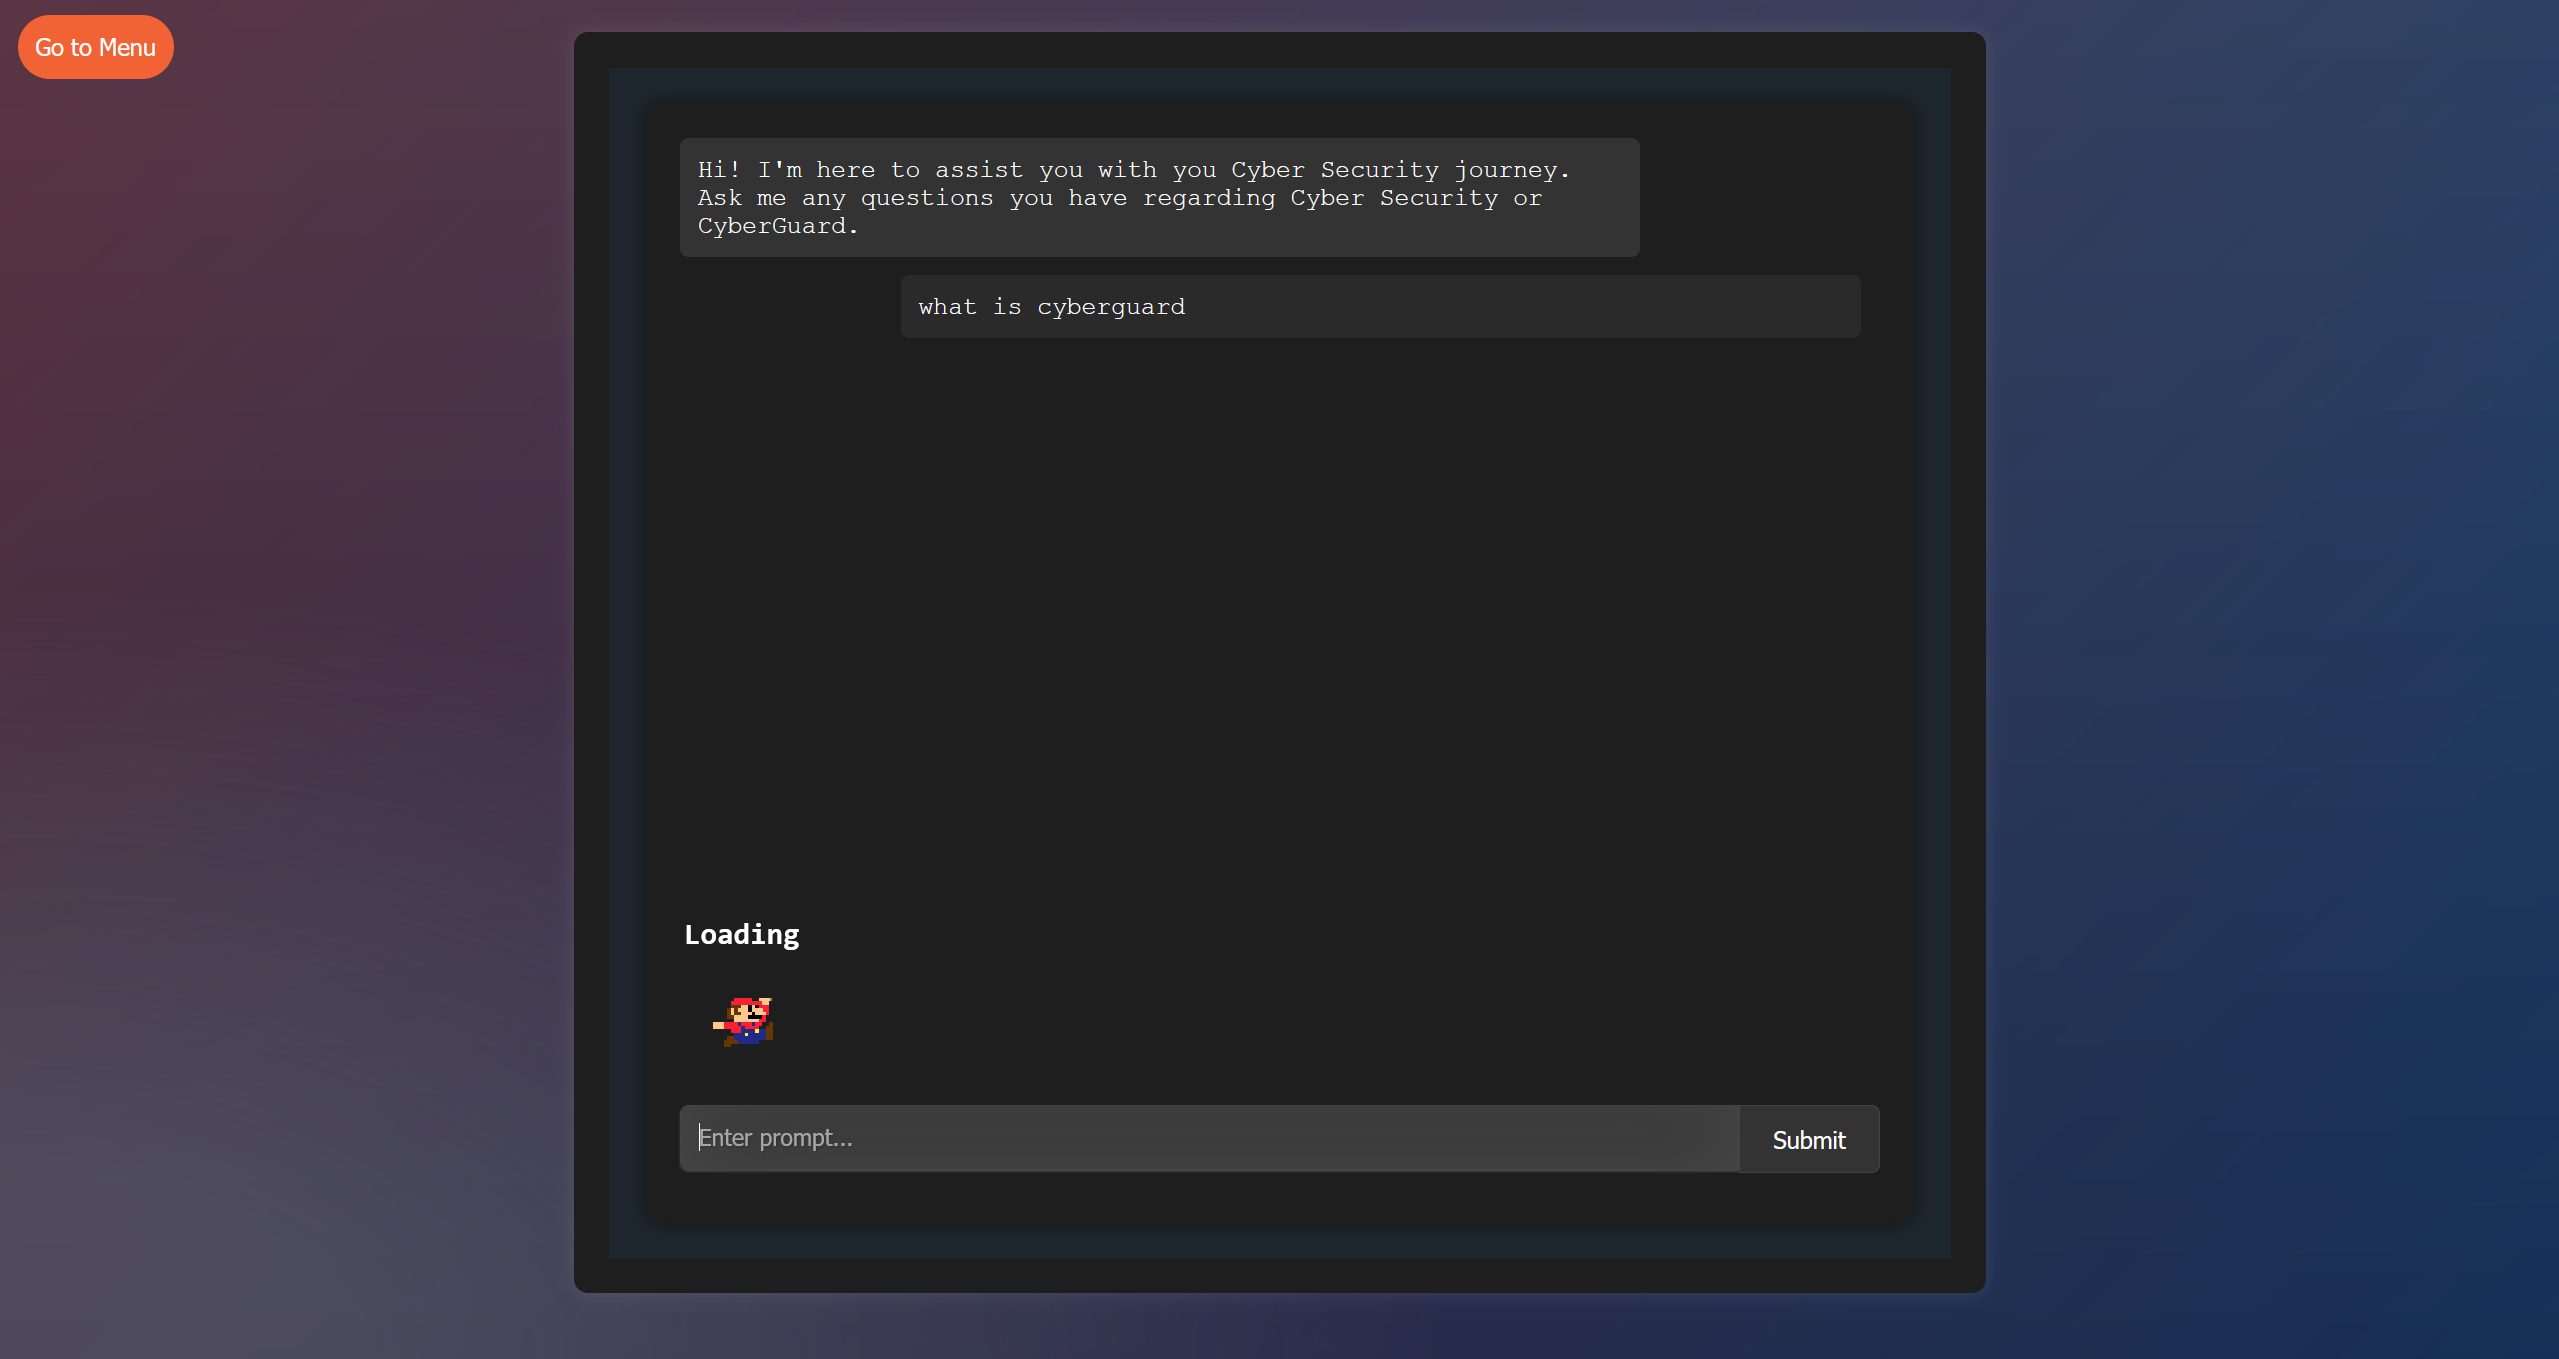 Go to Menu
Hi! I'm here to assist you with you Cyber Security journey.
Ask me any questions you have regarding Cyber Security or
CyberGuard.
what is cyberguard
Loading
Enter prompt...
Submit